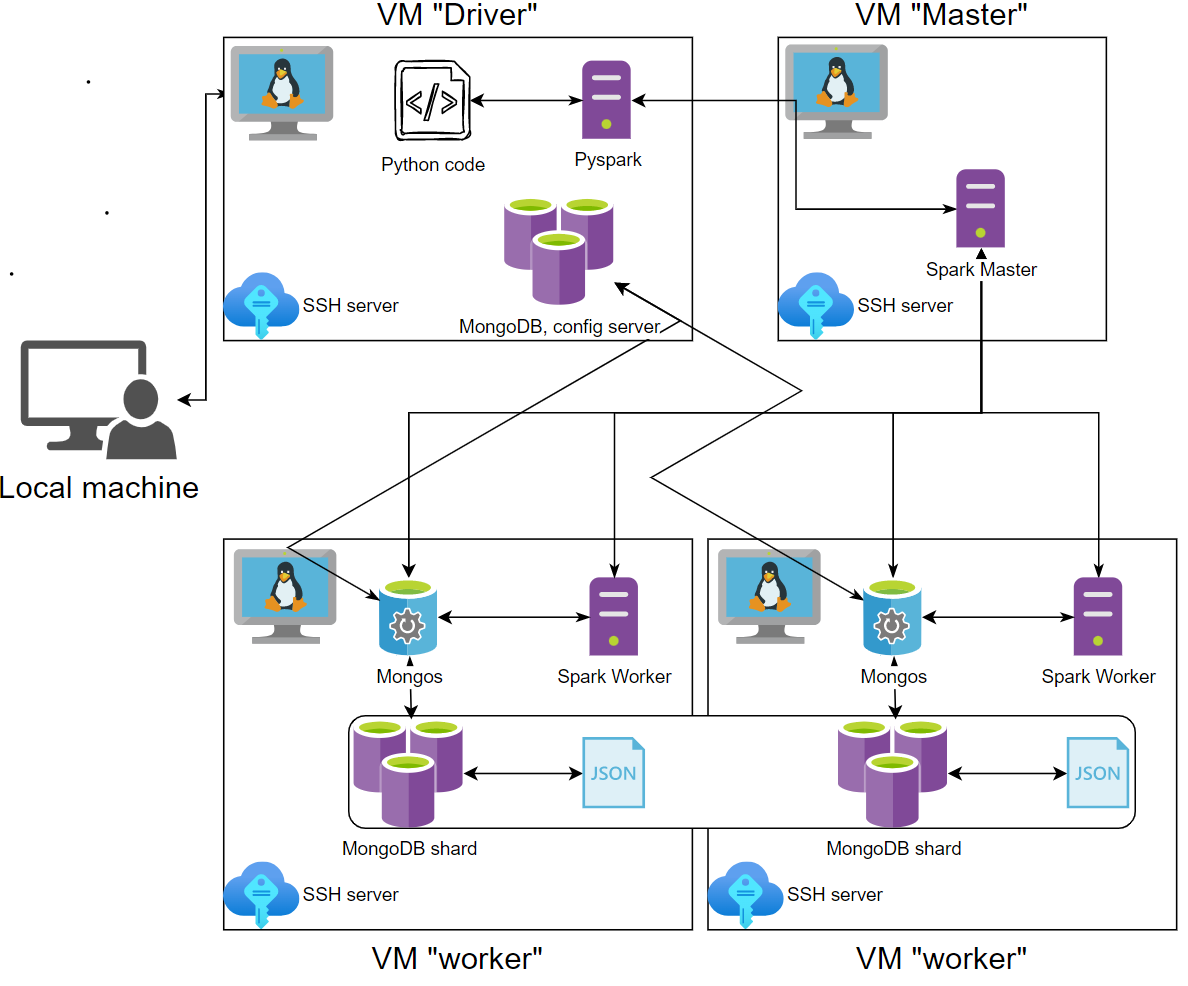 VM "Driver"
VM "Master"
Python code
Pyspark
Spark Master
SSH server
MongoDB, config server
SSH server
Local machine
Mongos
Spark Worker
Mongos
Spark Worker
JSON
JSON
MongoDB shard
MongoDB shard
SSH server
SSH server
VM "worker"
VM "worker"